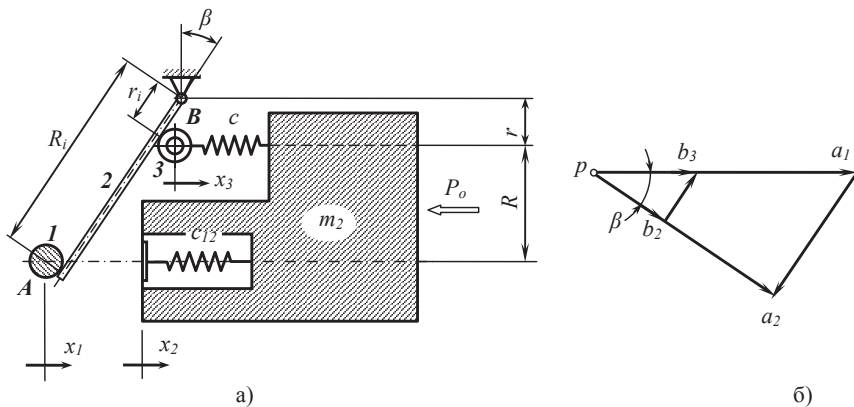 β
r_i
B
c
R_i
r
2
3
x_3
P_o
R
m_2
1
c_12
A
x_1
x_2
а)
p
b_3
a_1
β
b_2
a_2
б)